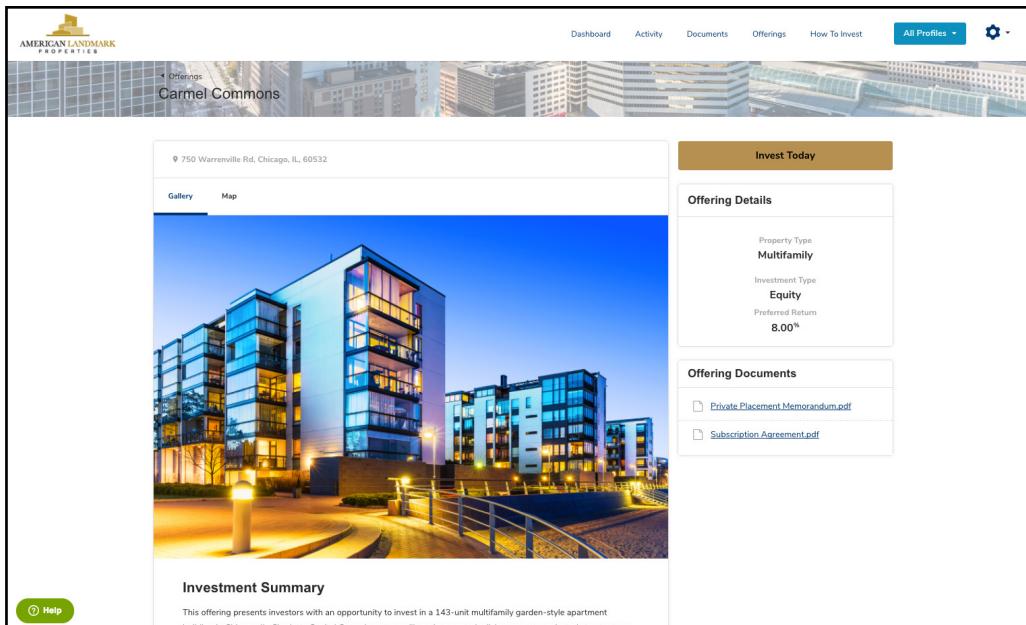 AMERICAN LANDMARK
PROPERTIES
Dashboard
Activity
Documents
Offerings
How To Invest
All Profiles
Offerings
Carmel Commons
750 Warrenville Rd, Chicago, IL, 60532
Gallery
Map
Invest Today
Offering Details
Property Type
Multifamily
Investment Type
Equity
Preferred Return
8.00%
Offering Documents
Private Placement Memorandum.pdf
Subscription Agreement.pdf
Investment Summary
This offering presents investors with an opportunity to invest in a 143-unit multifamily garden-style apartment
Help